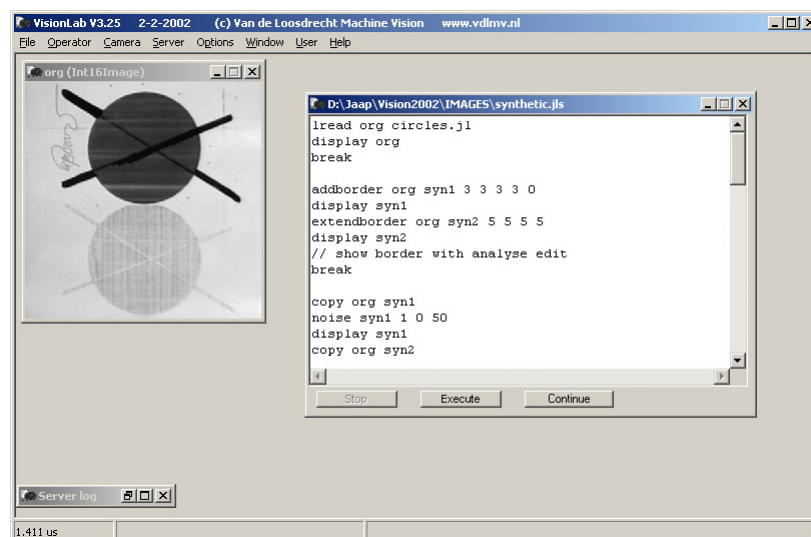 VisionLab V3.25 2-2-2002 (c) Van de Loosdrecht Machine Vision www.vdlmv.nl
File Operator Camera Server Options Window User Help
org (Int16Image)
D:\Jaap\Vision2002\IMAGES\synthetic.jls
lread org circles.jl
display org
break
addborder org syn1 3 3 3 3 0
display syn1
extendborder org syn2 5 5 5 5
display syn2
// show border with analyse edit
break
copy org syn1
noise syn1 1 0 50
display syn1
copy org syn2
Stop Execute Continue
Server log
1.411 us